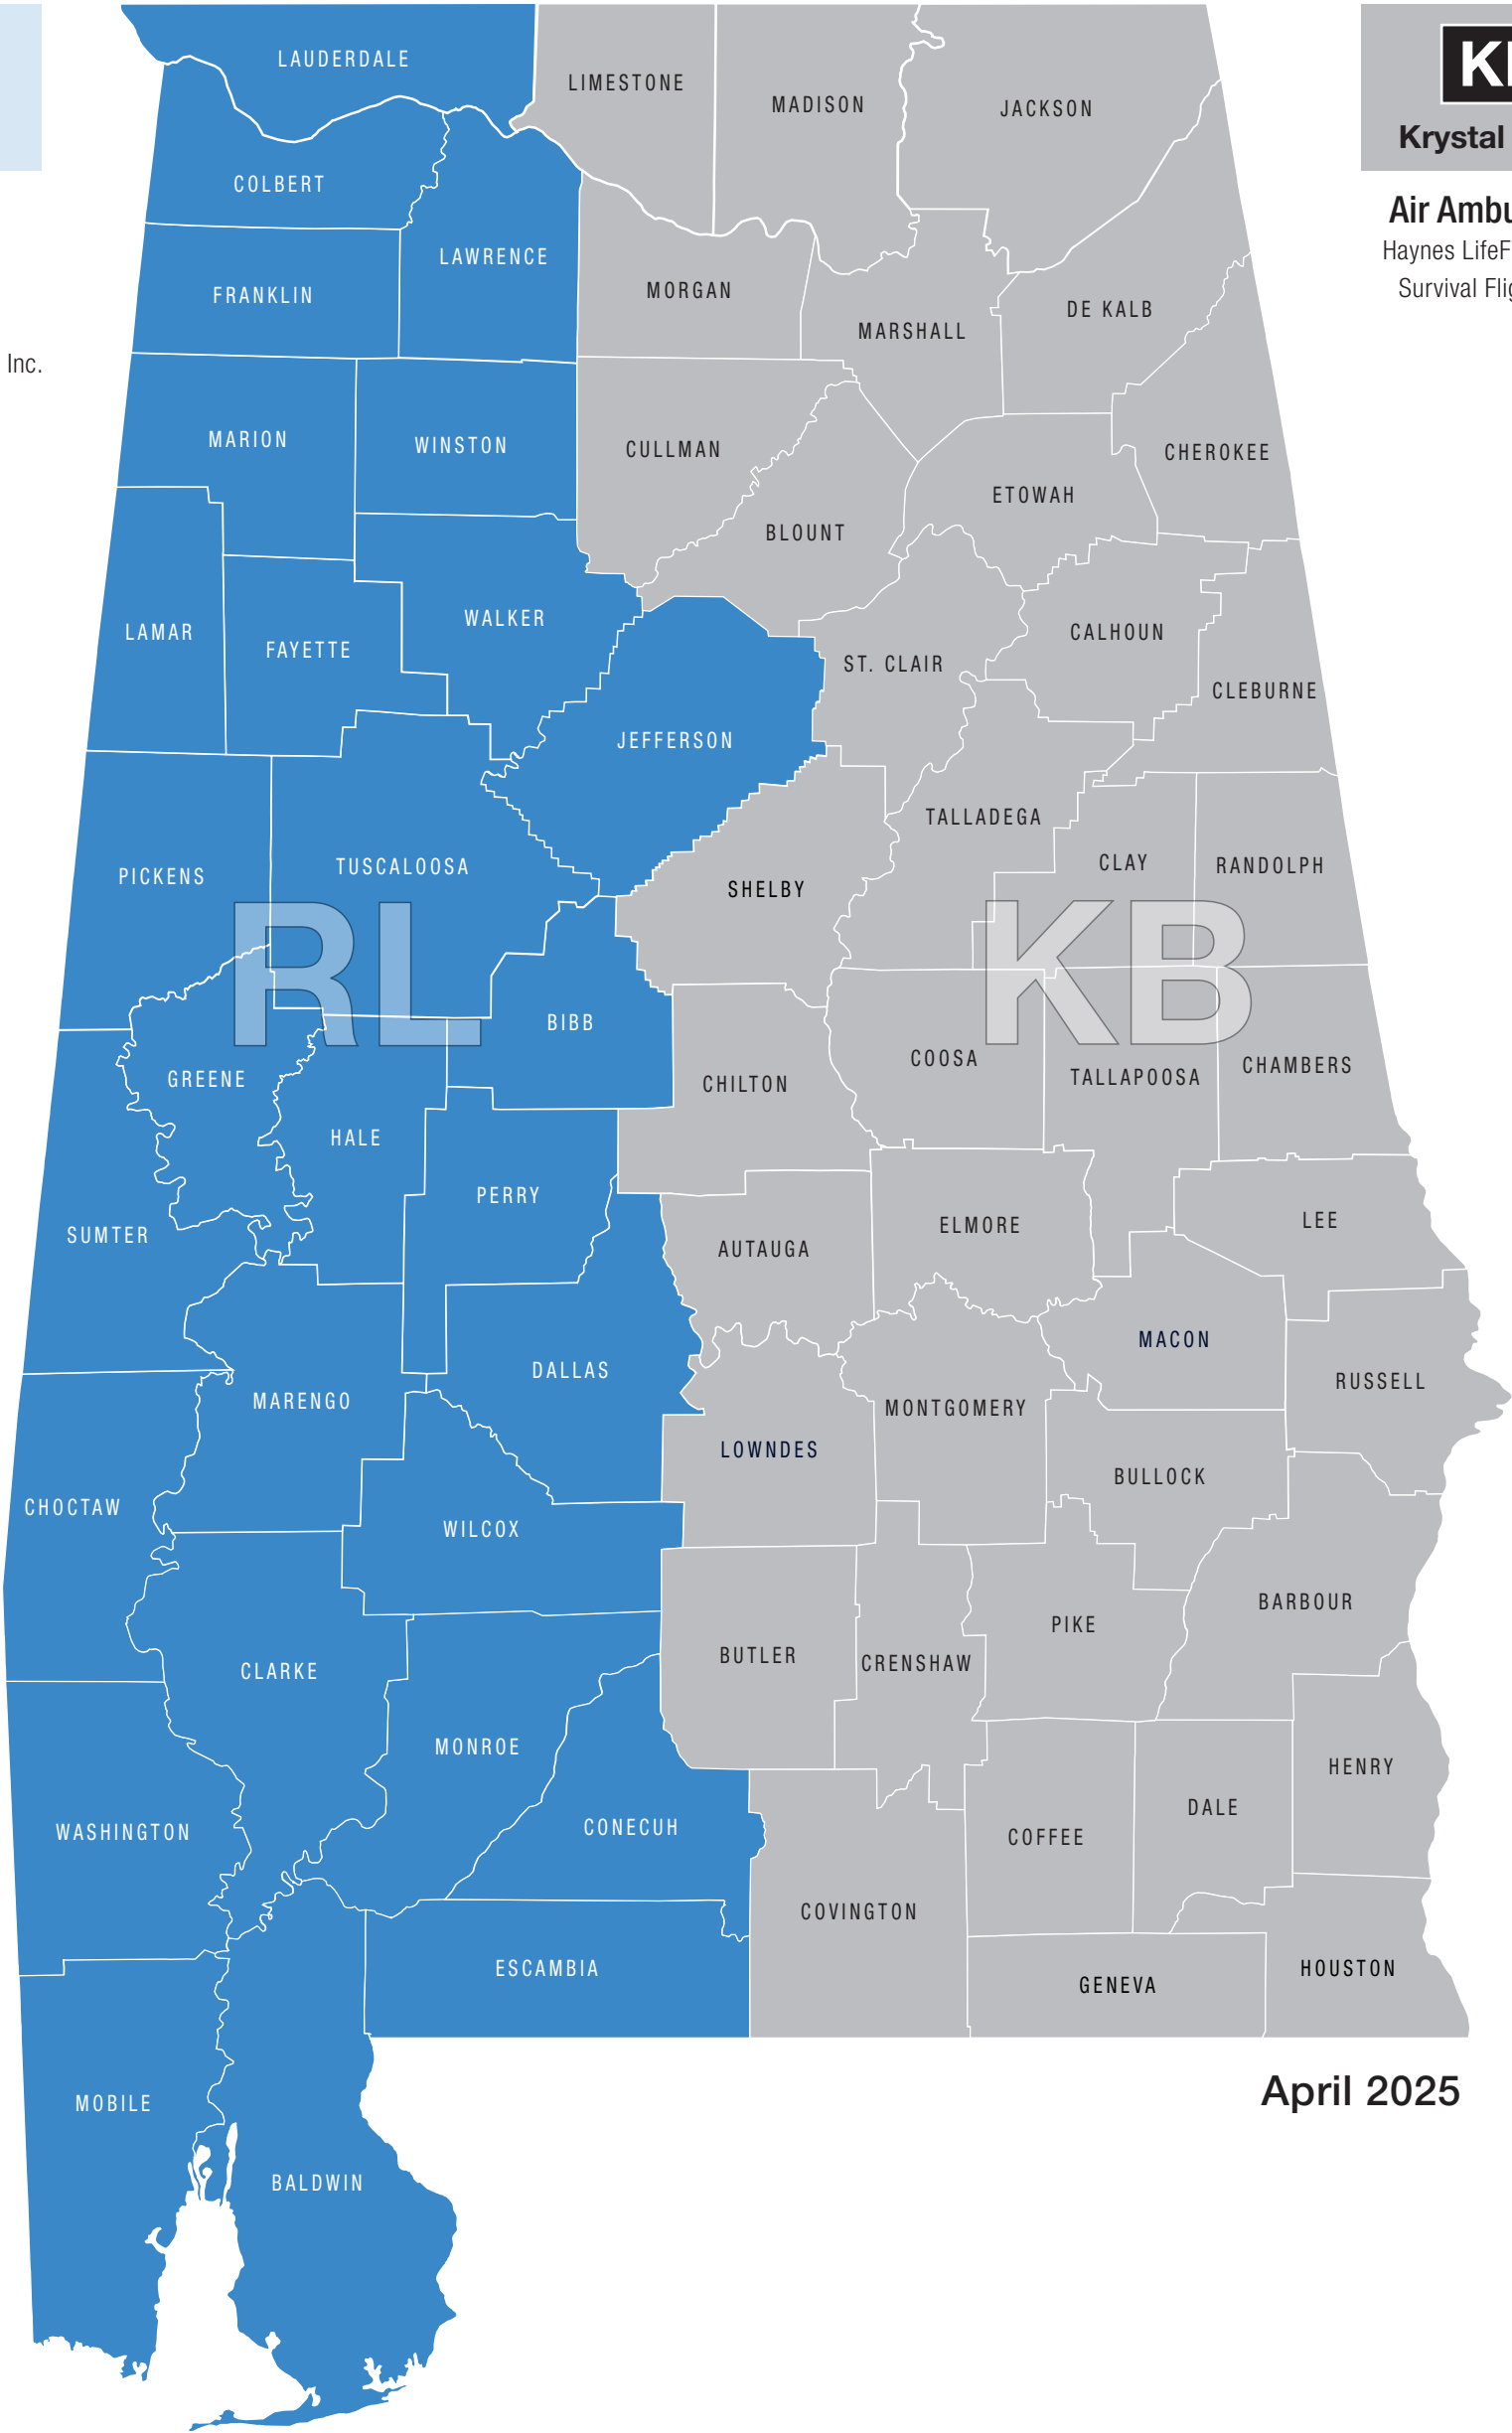 LAUDERDALE
LIMESTONE
MADISON
JACKSON
Krystal
Air
Haynes
Survival
COLBERT
LAWRENCE
FRANKLIN
MORGAN
MARSHALL
DE KALB
Inc.
MARION
WINSTON
CULLMAN
CHEROKEE
ETOWAH
BLOUNT
LAMAR
FAYETTE
WALKER
CALHOUN
ST. CLAIR
CLEBURNE
JEFFERSON
TALLADEGA
PICKENS
TUSCALOOSA
SHELBY
CLAY
RANDOLPH
RL
KB
BIBB
GREENE
CHILTON
COOSA
TALLAPOOSA
CHAMBERS
HALE
PERRY
SUMTER
AUTAUGA
ELMORE
LEE
MACON
DALLAS
MARENGO
MONTGOMERY
RUSSELL
LOWNDES
BULLOCK
CHOCTAW
WILCOX
BARBOUR
PIKE
CLARKE
BUTLER
CRENSHAW
MONROE
HENRY
WASHINGTON
CONECUH
COFFEE
DALE
COVINGTON
ESCAMBIA
GENEVA
HOUSTON
MOBILE
April 2025
BALDWIN